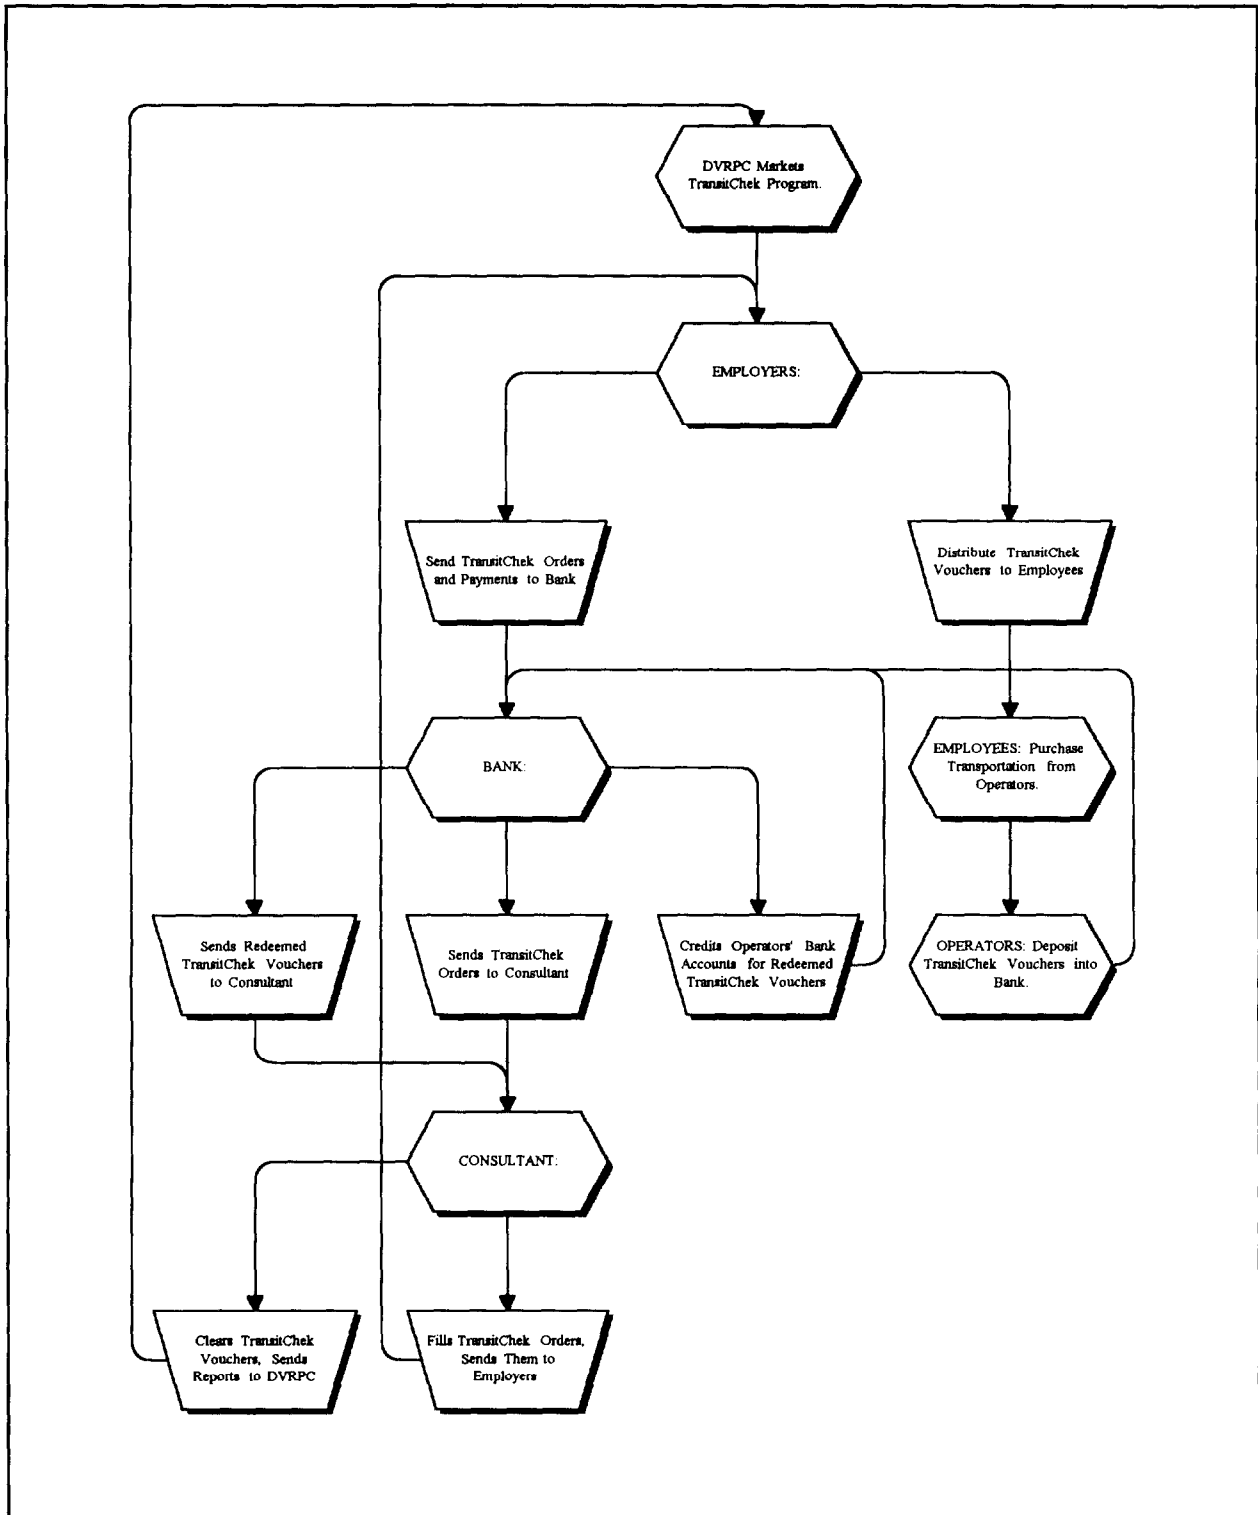 DVRPC Markets
TransitChek Program.
EMPLOYERS:
Send TransitChek Orders
and Payments to Bank
Distribute TransitChek
Vouchers to Employees
BANK:
EMPLOYEES: Purchase
Transportation from
Operators.
Sends Redeemed
TransitChek Vouchers
to Consultant
Sends TransitChek
Orders to Consultant
Credits Operators' Bank
Accounts for Redeemed
TransitChek Vouchers
OPERATORS: Deposit
TransitChek Vouchers into
Bank.
CONSULTANT:
Clears TransitChek
Vouchers, Sends
Reports to DVRPC
Fills TransitChek Orders,
Sends Them to
Employers